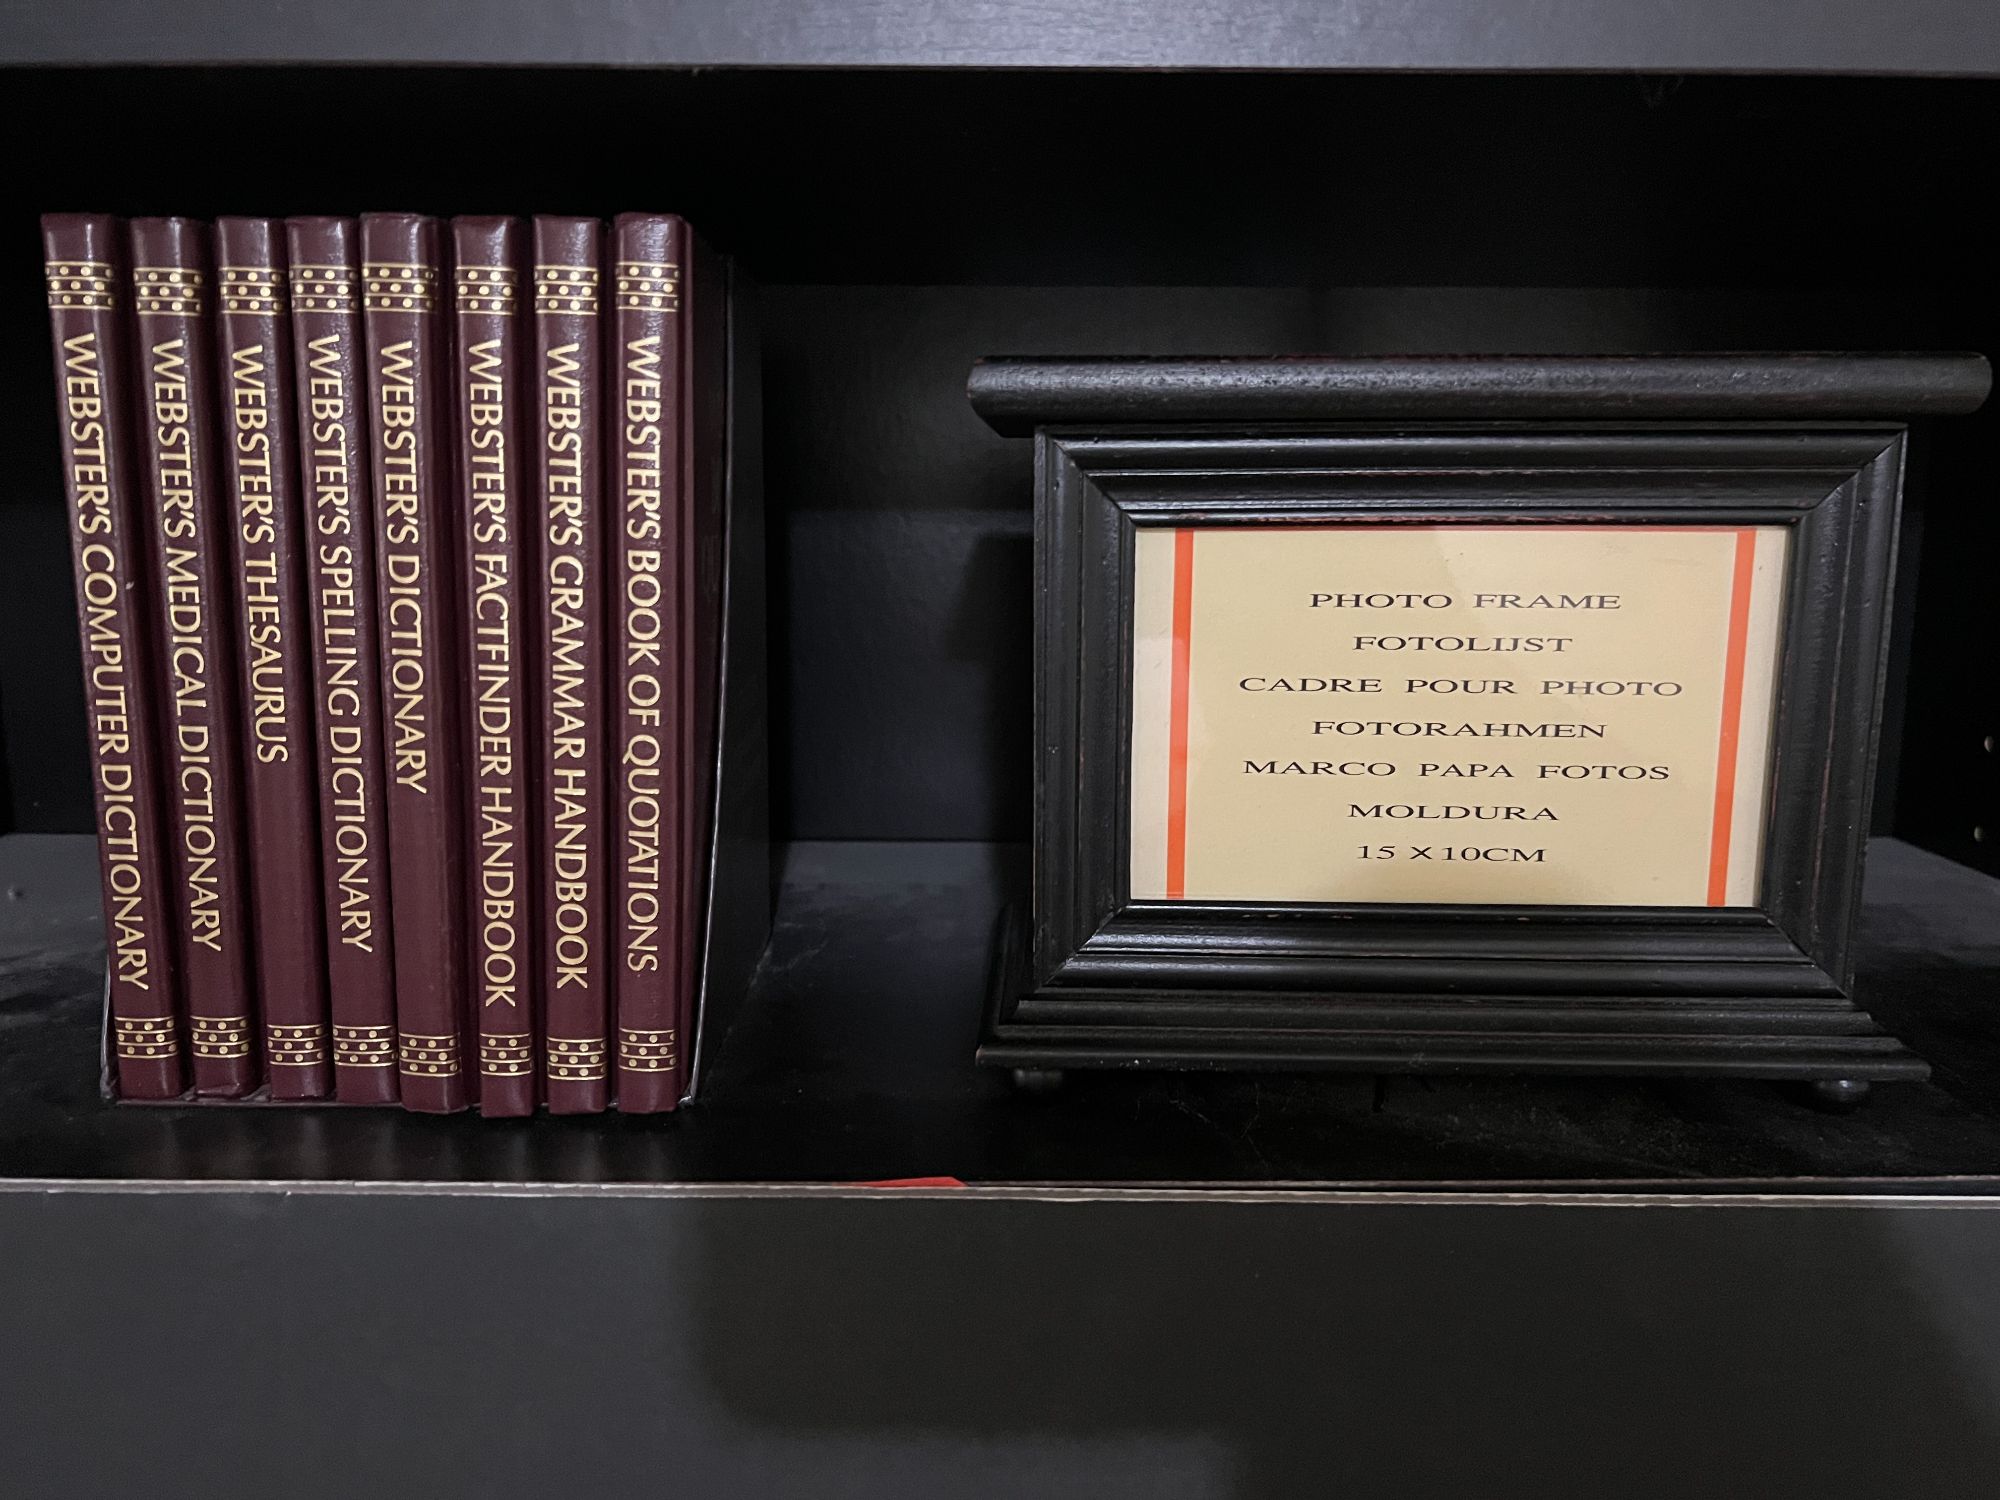 WEBSTER'S COMPUTER DICTIONARY
WEBSTER'S MEDICAL DICTIONARY
WEBSTER'S THESAURUS
WEBSTER'S SPELLING DICTIONARY
WEBSTER'S DICTIONARY
WEBSTER'S FACTFINDER HANDBOOK
WEBSTER'S GRAMMAR HANDBOOK
WEBSTER'S BOOK OF QUOTATIONS
PHOTO FRAME
FOTOLIJST
CADRE POUR PHOTO
FOTORAHMEN
MARCO PAPA FOTOS
MOLDURA
15 X 10CM